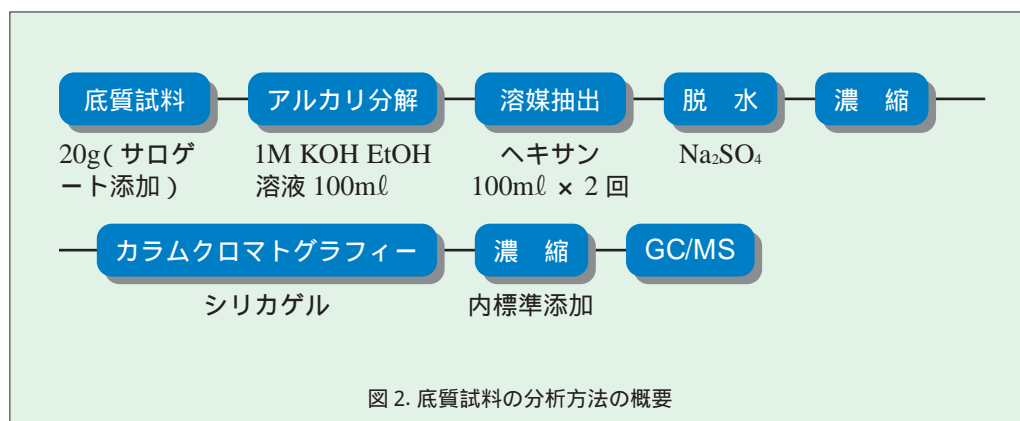 底質試料 アルカリ分解 溶媒抽出 脱 水 濃 縮
20g( サロゲ 1M KOH EtOH ヘキサン Na₂SO₄
ート添加 ) 溶液 100mℓ 100mℓ × 2 回
カラムクロマトグラフィー 濃 縮 GC/MS
シリカゲル 内標準添加
図 2. 底質試料の分析方法の概要